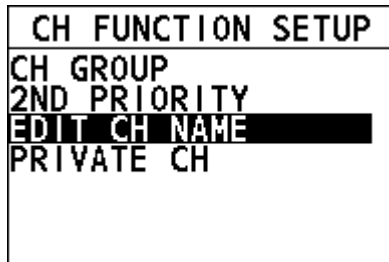 CH FUNCTION SETUP
CH GROUP
2ND PRIORITY
EDIT CH NAME
PRIVATE CH